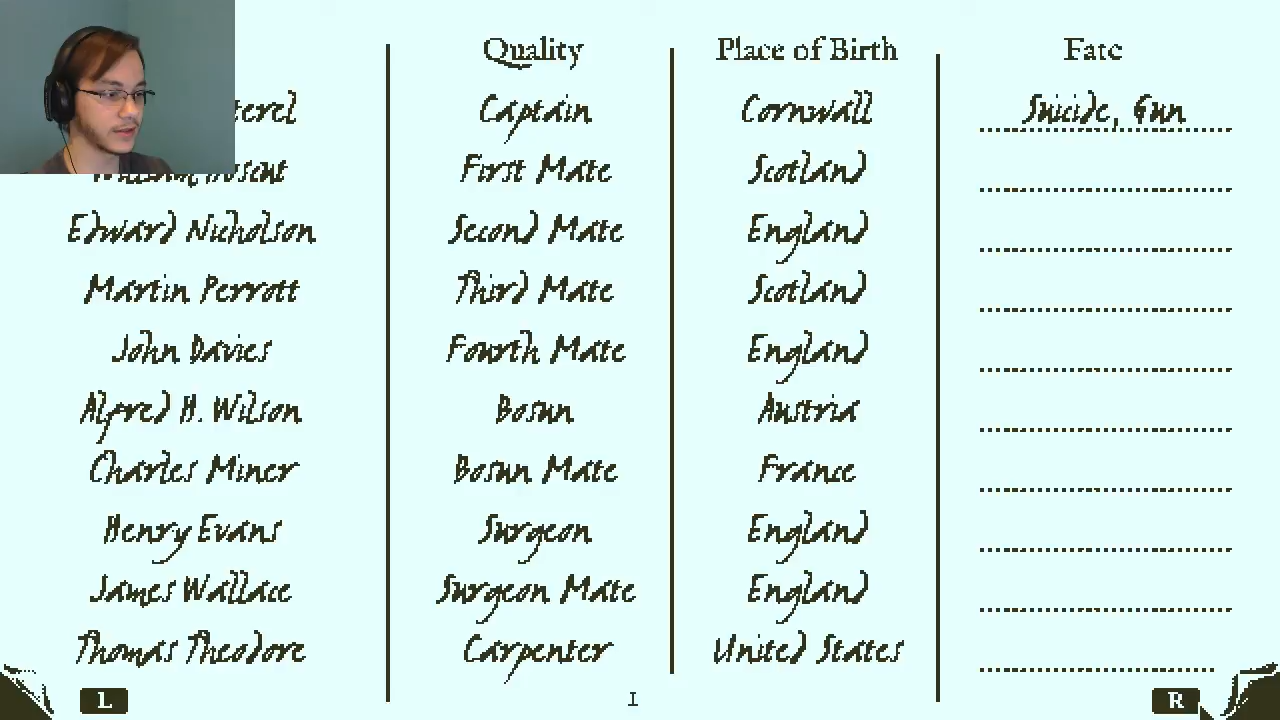 Quality Place of Birth Fate
terel Captain Cornwall Suicide, Gun
First Mate Scotland
Edward Nicholson Second Mate England
Martin Perrott Third Mate Scotland
John Davies Fourth Mate England
Alfred H. Wilson Bosun Austria
Charles Miner Bosun Mate France
Henry Evans Surgeon England
James Wallace Surgeon Mate England
Thomas Theodore Carpenter United States
L I R